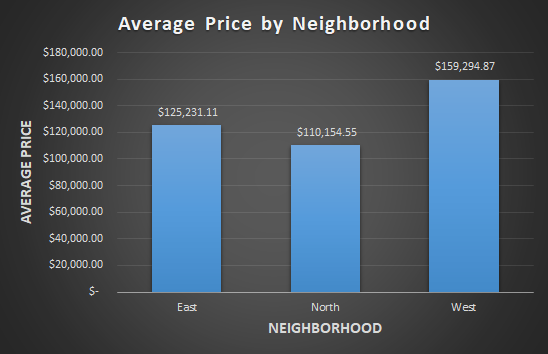 Average Price by Neighborhood
$180,000.00
$160,000.00
$140,000.00
$120,000.00
$100,000.00
$80,000.00
$60,000.00
$40,000.00
$20,000.00
$-
AVERAGE PRICE
$125,231.11
$110,154.55
$159,294.87
East
North
West
NEIGHBORHOOD